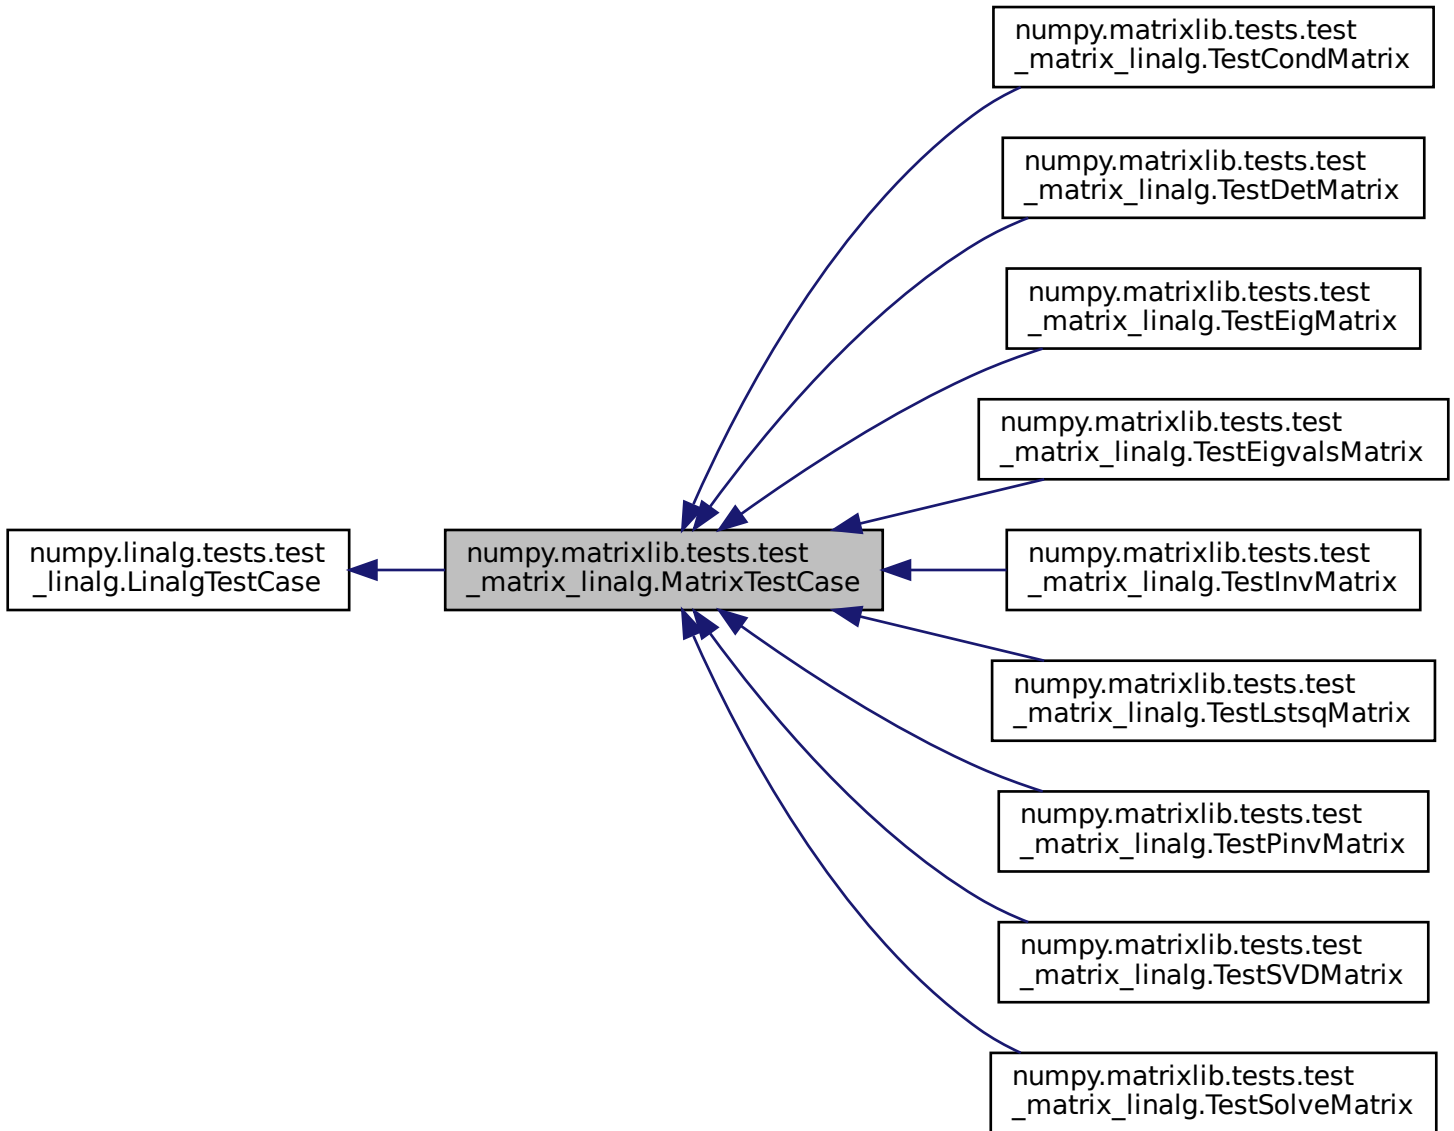 numpy.matrixlib.tests.test
_matrix_linalg.TestCondMatrix
numpy.matrixlib.tests.test
_matrix_linalg.TestDetMatrix
numpy.matrixlib.tests.test
_matrix_linalg.TestEigMatrix
numpy.matrixlib.tests.test
_matrix_linalg.TestEigvalsMatrix
numpy.linalg.tests.test
_linalg.LinalgTestCase
numpy.matrixlib.tests.test
_matrix_linalg.MatrixTestCase
numpy.matrixlib.tests.test
_matrix_linalg.TestInvMatrix
numpy.matrixlib.tests.test
_matrix_linalg.TestLstsqMatrix
numpy.matrixlib.tests.test
_matrix_linalg.TestPinvMatrix
numpy.matrixlib.tests.test
_matrix_linalg.TestSVDMatrix
numpy.matrixlib.tests.test
_matrix_linalg.TestSolveMatrix